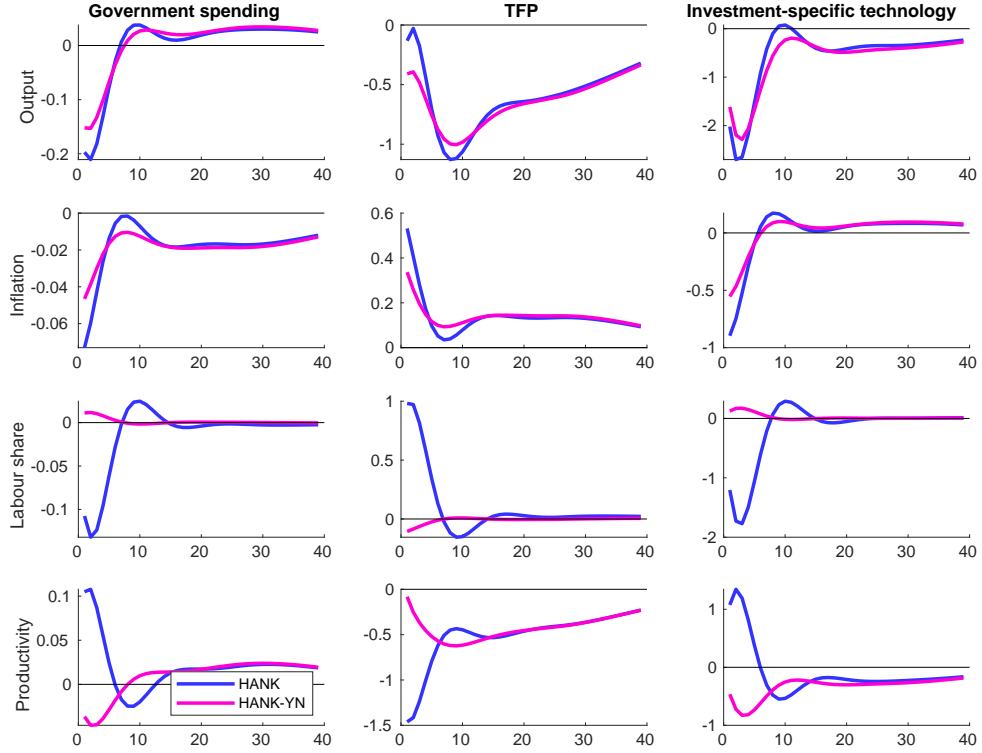 Government spending
TFP
Investment-specific technology
Output
0
-0.1
-0.2
0 10 20 30 40
0
-0.5
-1
0 10 20 30 40
0
-1
-2
0 10 20 30 40
Inflation
0
-0.02
-0.04
-0.06
0 10 20 30 40
0.6
0.4
0.2
0
0 10 20 30 40
0
-0.5
-1
0 10 20 30 40
Labour share
0
-0.05
-0.1
0 10 20 30 40
1
0.5
0
0 10 20 30 40
0
-1
-2
0 10 20 30 40
Productivity
0.1
0.05
0
0 10 20 30 40
HANK
HANK-YN
0
-0.5
-1
-1.5
0 10 20 30 40
1
0
-1
0 10 20 30 40